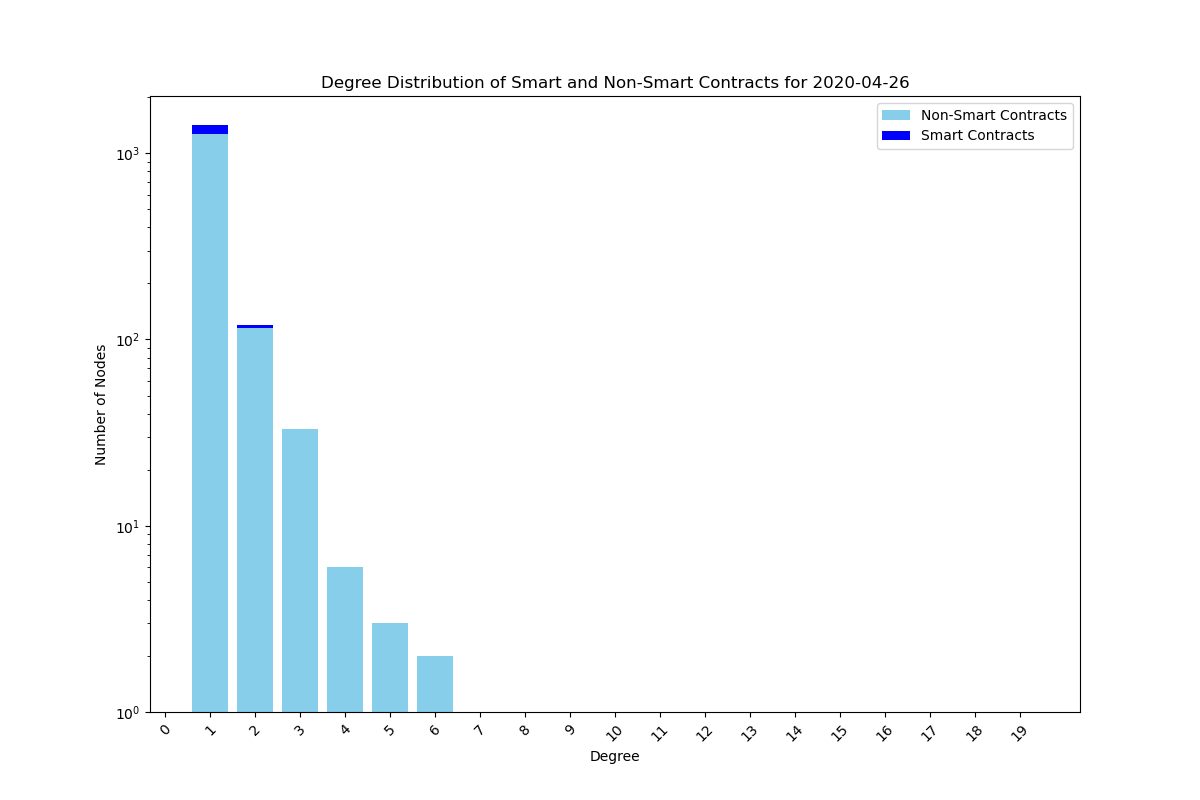 Degree Distribution of Smart and Non-Smart Contracts for 2020-04-26
Non-Smart Contracts
Smart Contracts
Number of Nodes
10³
10²
10¹
10⁰
0 1 2 3 4 5 6 7 8 9 10 11 12 13 14 15 16 17 18 19
Degree